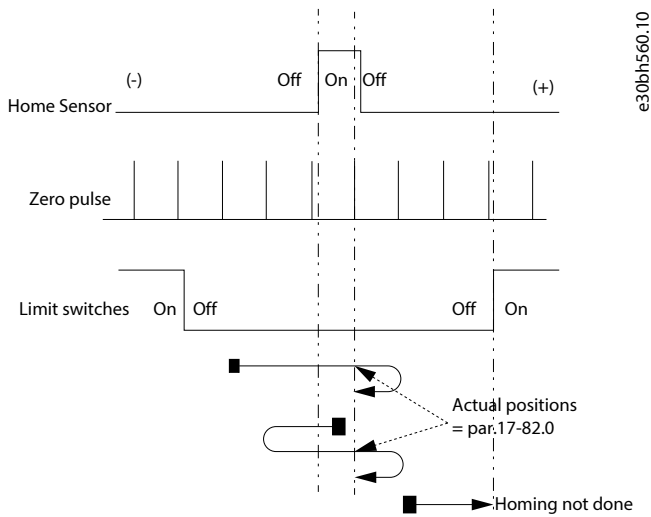 e30bh560.10
(-)
Off
On
Off
(+)
Home Sensor
Zero pulse
Limit switches
On
Off
Off
On
Actual positions
= par.17-82.0
Homing not done